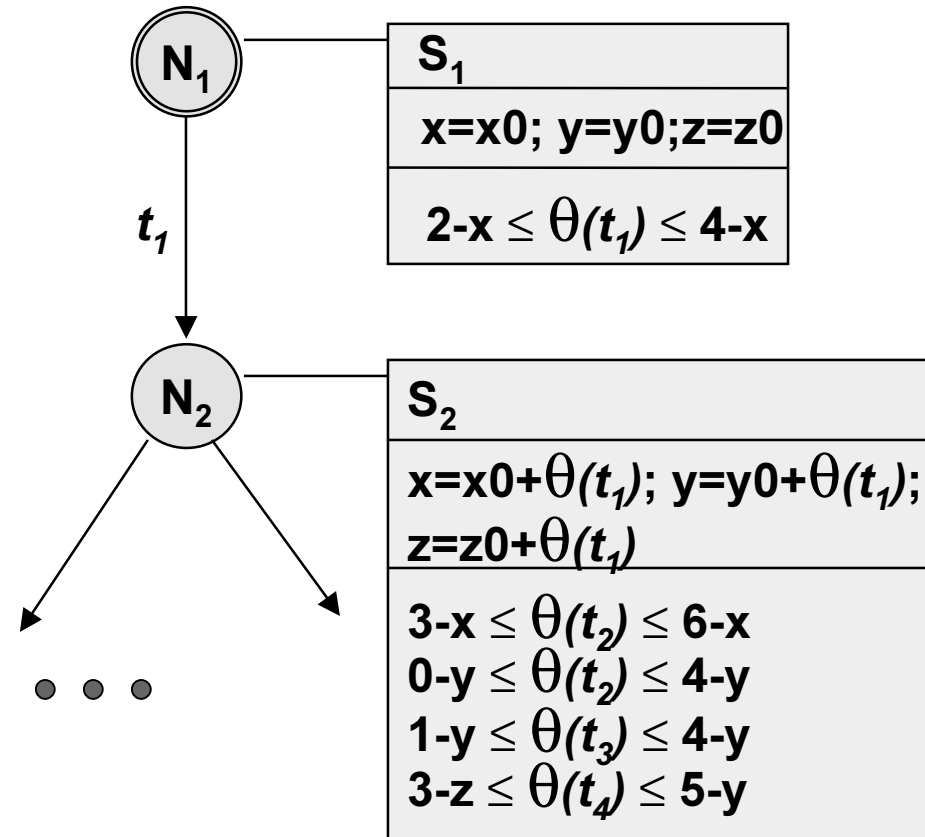 N₁
S₁
x=x0; y=y0;z=z0
2-x ≤ θ(t₁) ≤ 4-x
t₁
N₂
S₂
x=x0+θ(t₁); y=y0+θ(t₁);
z=z0+θ(t₁)
3-x ≤ θ(t₂) ≤ 6-x
0-y ≤ θ(t₂) ≤ 4-y
1-y ≤ θ(t₃) ≤ 4-y
3-z ≤ θ(t₄) ≤ 5-y